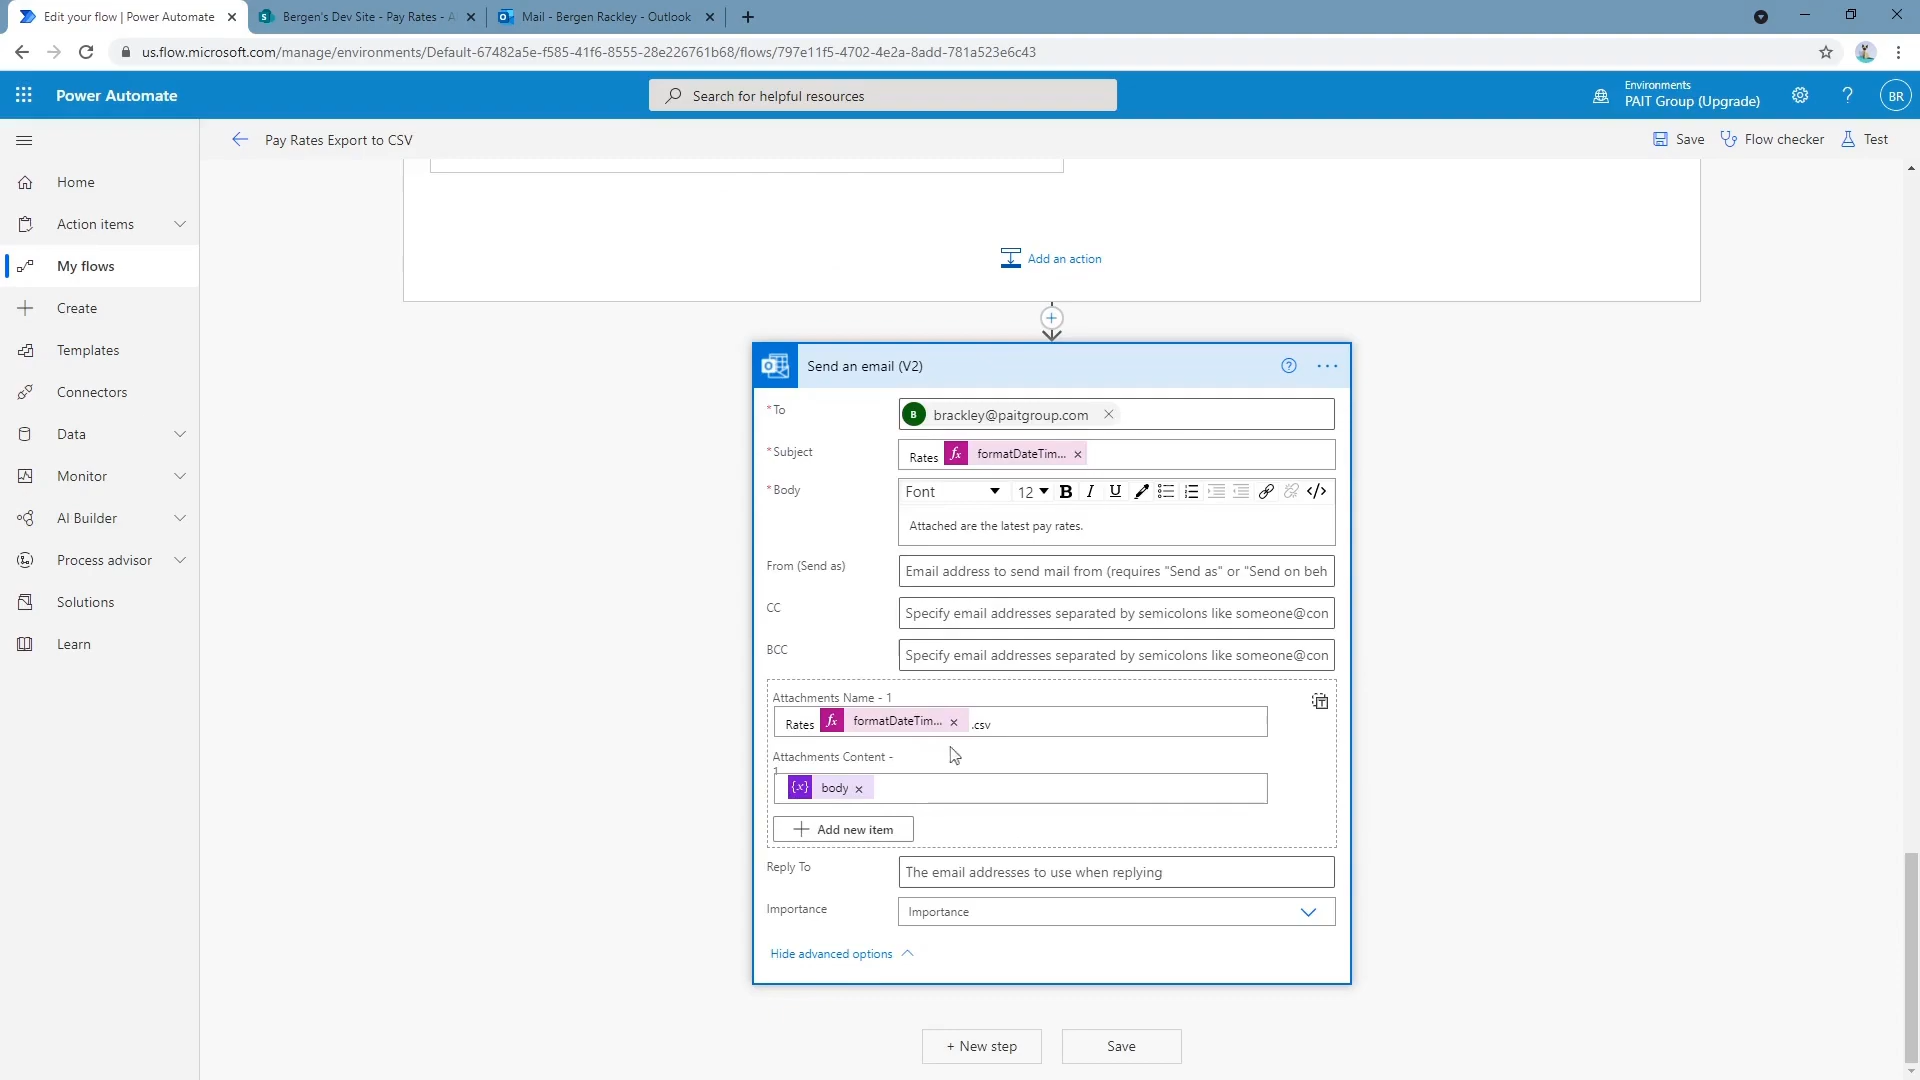 Edit your flow | Power Automate
Bergen's Dev Site - Pay Rates - A
Mail - Bergen Rackley - Outlook
us.flow.microsoft.com/manage/environments/Default-67482a5e-f585-41f6-8555-28e226761b68/flows/797e11f5-4702-4e2a-8add-781a523e6c43
Power Automate
Search for helpful resources
Environments
PAIT Group (Upgrade)
?
BR
Pay Rates Export to CSV
Save
Flow checker
Test
Home
Action items
My flows
Create
Templates
Connectors
Data
Monitor
AI Builder
Process advisor
Solutions
Learn
Add an action
Send an email (V2)
?
* To
B brackley@paitgroup.com
* Subject
Rates fx formatDateTim... ×
* Body
Font 12 B I U </>
Attached are the latest pay rates.
From (Send as)
Email address to send mail from (requires "Send as" or "Send on beh
CC
Specify email addresses separated by semicolons like someone@con
BCC
Specify email addresses separated by semicolons like someone@con
Attachments Name - 1
Rates fx formatDateTim... × .csv
Attachments Content -
1
{x} body ×
Add new item
Reply To
The email addresses to use when replying
Importance
Importance
Hide advanced options
+ New step
Save